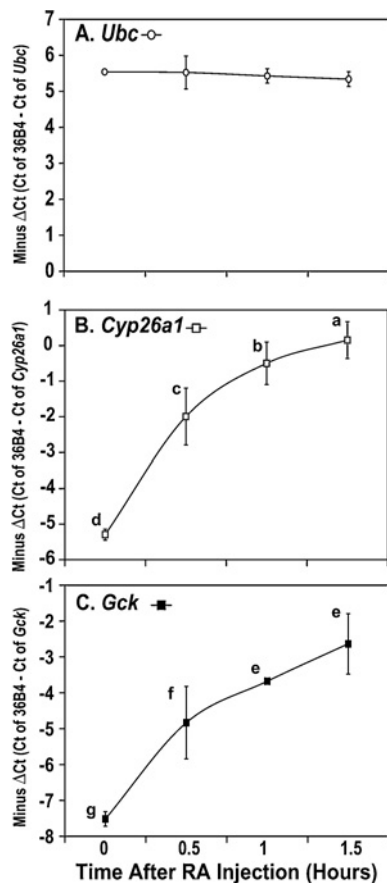 A. Ubc
Minus ΔCt (Ct of 36B4 - Ct of Ubc)
7
6
5
4
3
2
1
0
B. Cyp26a1
Minus ΔCt (Ct of 36B4 - Ct of Cyp26a1)
1
0
-1
-2
-3
-4
-5
-6
d
c
b
a
C. Gck
Minus ΔCt (Ct of 36B4 - Ct of Gck)
-1
-2
-3
-4
-5
-6
-7
-8
g
f
e
e
0 0.5 1 1.5
Time After RA Injection (Hours)